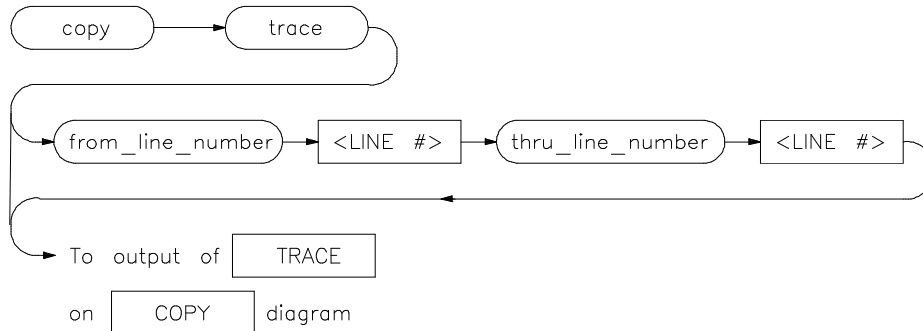 copy trace
from_line_number <LINE #> thru_line_number <LINE #>
To output of TRACE
on COPY diagram